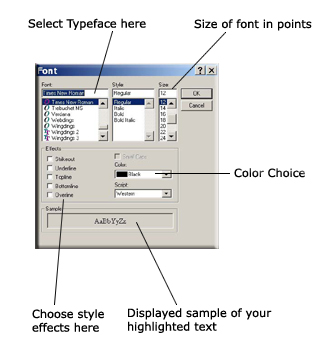 Select Typeface here
Size of font in points
Font
Font:
Style:
Size:
Times New Roman
Regular
12
OK
Times New Roman
Regular
12
Cancel
Trebuchet MS
Italic
14
Verdana
Bold
16
Webdings
Bold Italic
18
Wingdings
20
Wingdings 2
22
Wingdings 3
24
Effects
Strikeout
Small Caps
Underline
Color:
Topline
Black
Color Choice
Bottomline
Script:
Overline
Western
Sample
AaBbYyZz
Choose style
effects here
Displayed sample of your
highlighted text